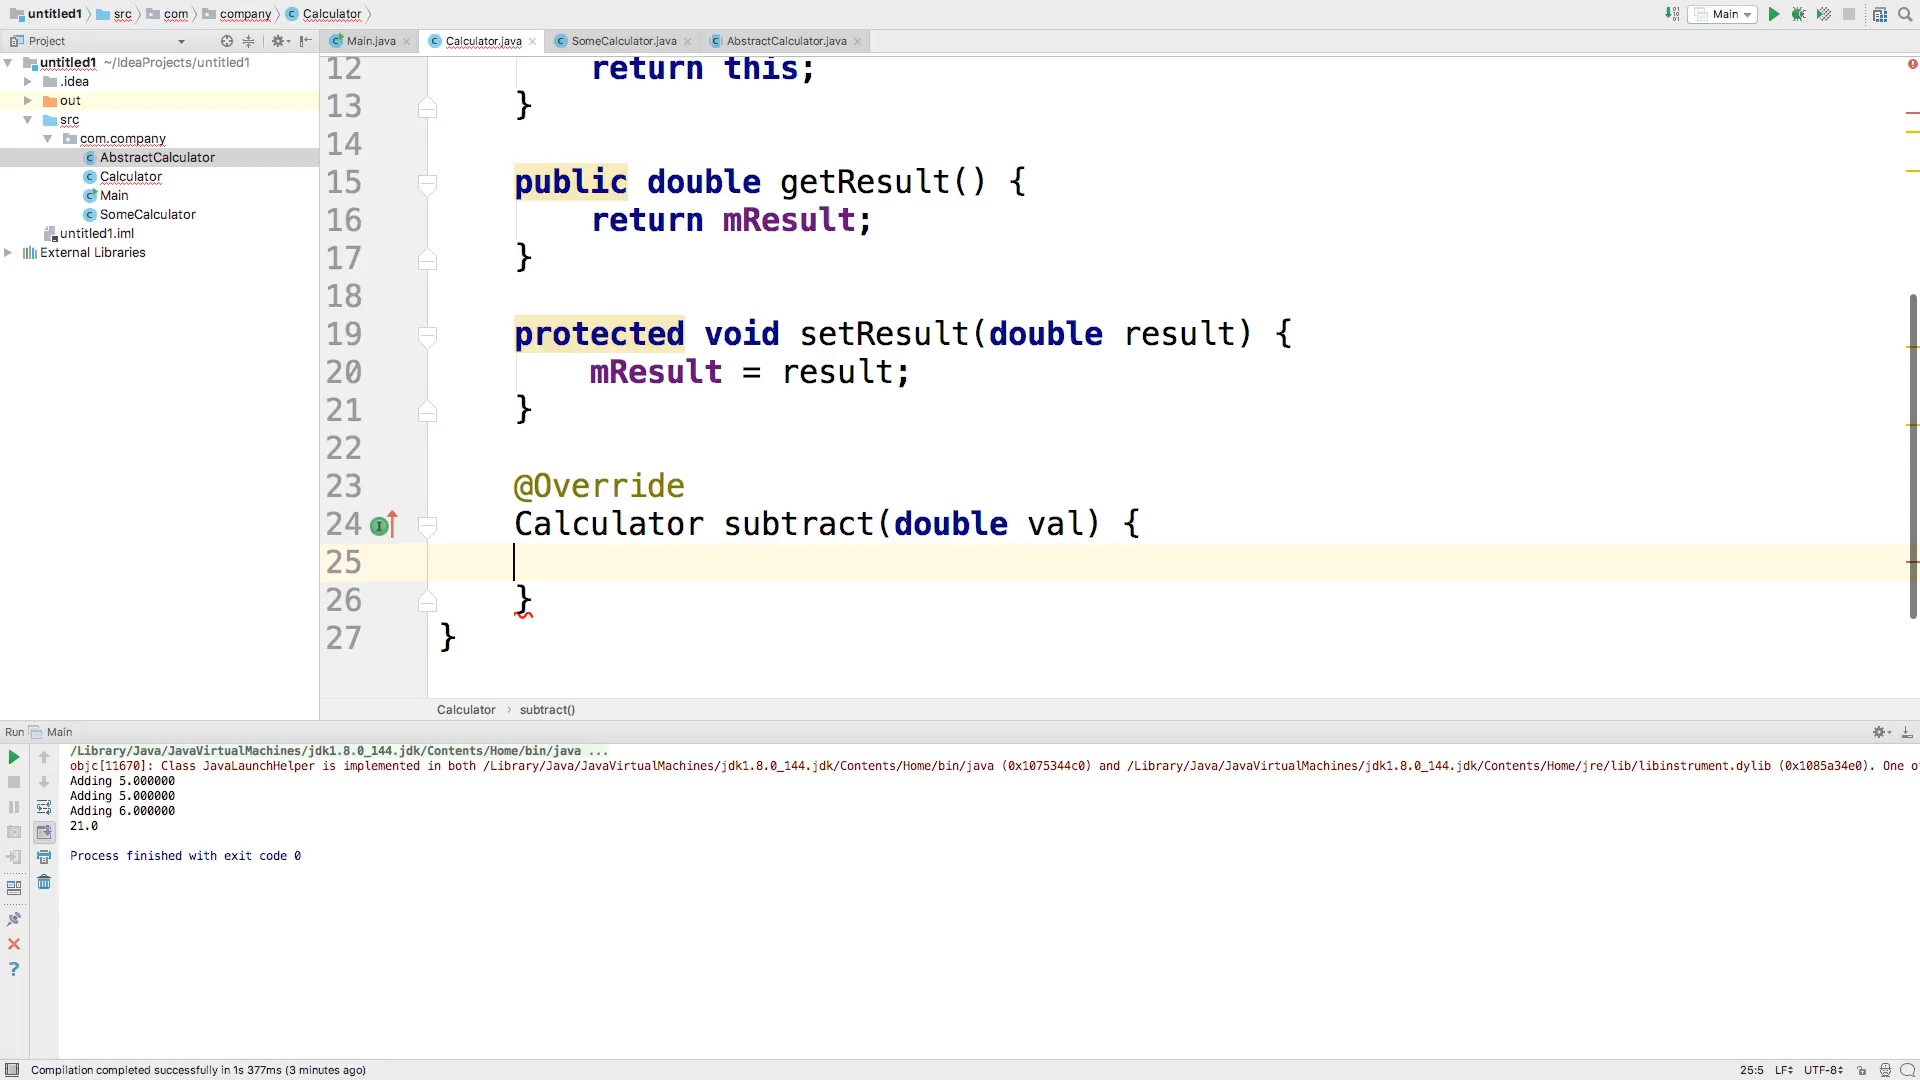 untitled1 src com company Calculator
Main
Project
Main.java Calculator.java SomeCalculator.java AbstractCalculator.java
untitled1 ~/IdeaProjects/untitled1
.idea
out
src
com.company
AbstractCalculator
Calculator
Main
SomeCalculator
untitled1.iml
External Libraries
12 return this;
13 }
14
15 public double getResult() {
16 return mResult;
17 }
18
19 protected void setResult(double result) {
20 mResult = result;
21 }
22
23 @Override
24 Calculator subtract(double val) {
25
26 }
27 }
Calculator › subtract()
Run Main
/Library/Java/JavaVirtualMachines/jdk1.8.0_144.jdk/Contents/Home/bin/java ...
objc[11670]: Class JavaLaunchHelper is implemented in both /Library/Java/JavaVirtualMachines/jdk1.8.0_144.jdk/Contents/Home/bin/java (0x1075344c0) and /Library/Java/JavaVirtualMachines/jdk1.8.0_144.jdk/Contents/Home/jre/lib/libinstrument.dylib (0x1085a34e0). One o
Adding 5.000000
Adding 5.000000
Adding 6.000000
21.0
Process finished with exit code 0
Compilation completed successfully in 1s 377ms (3 minutes ago)
25:5 LF UTF-8